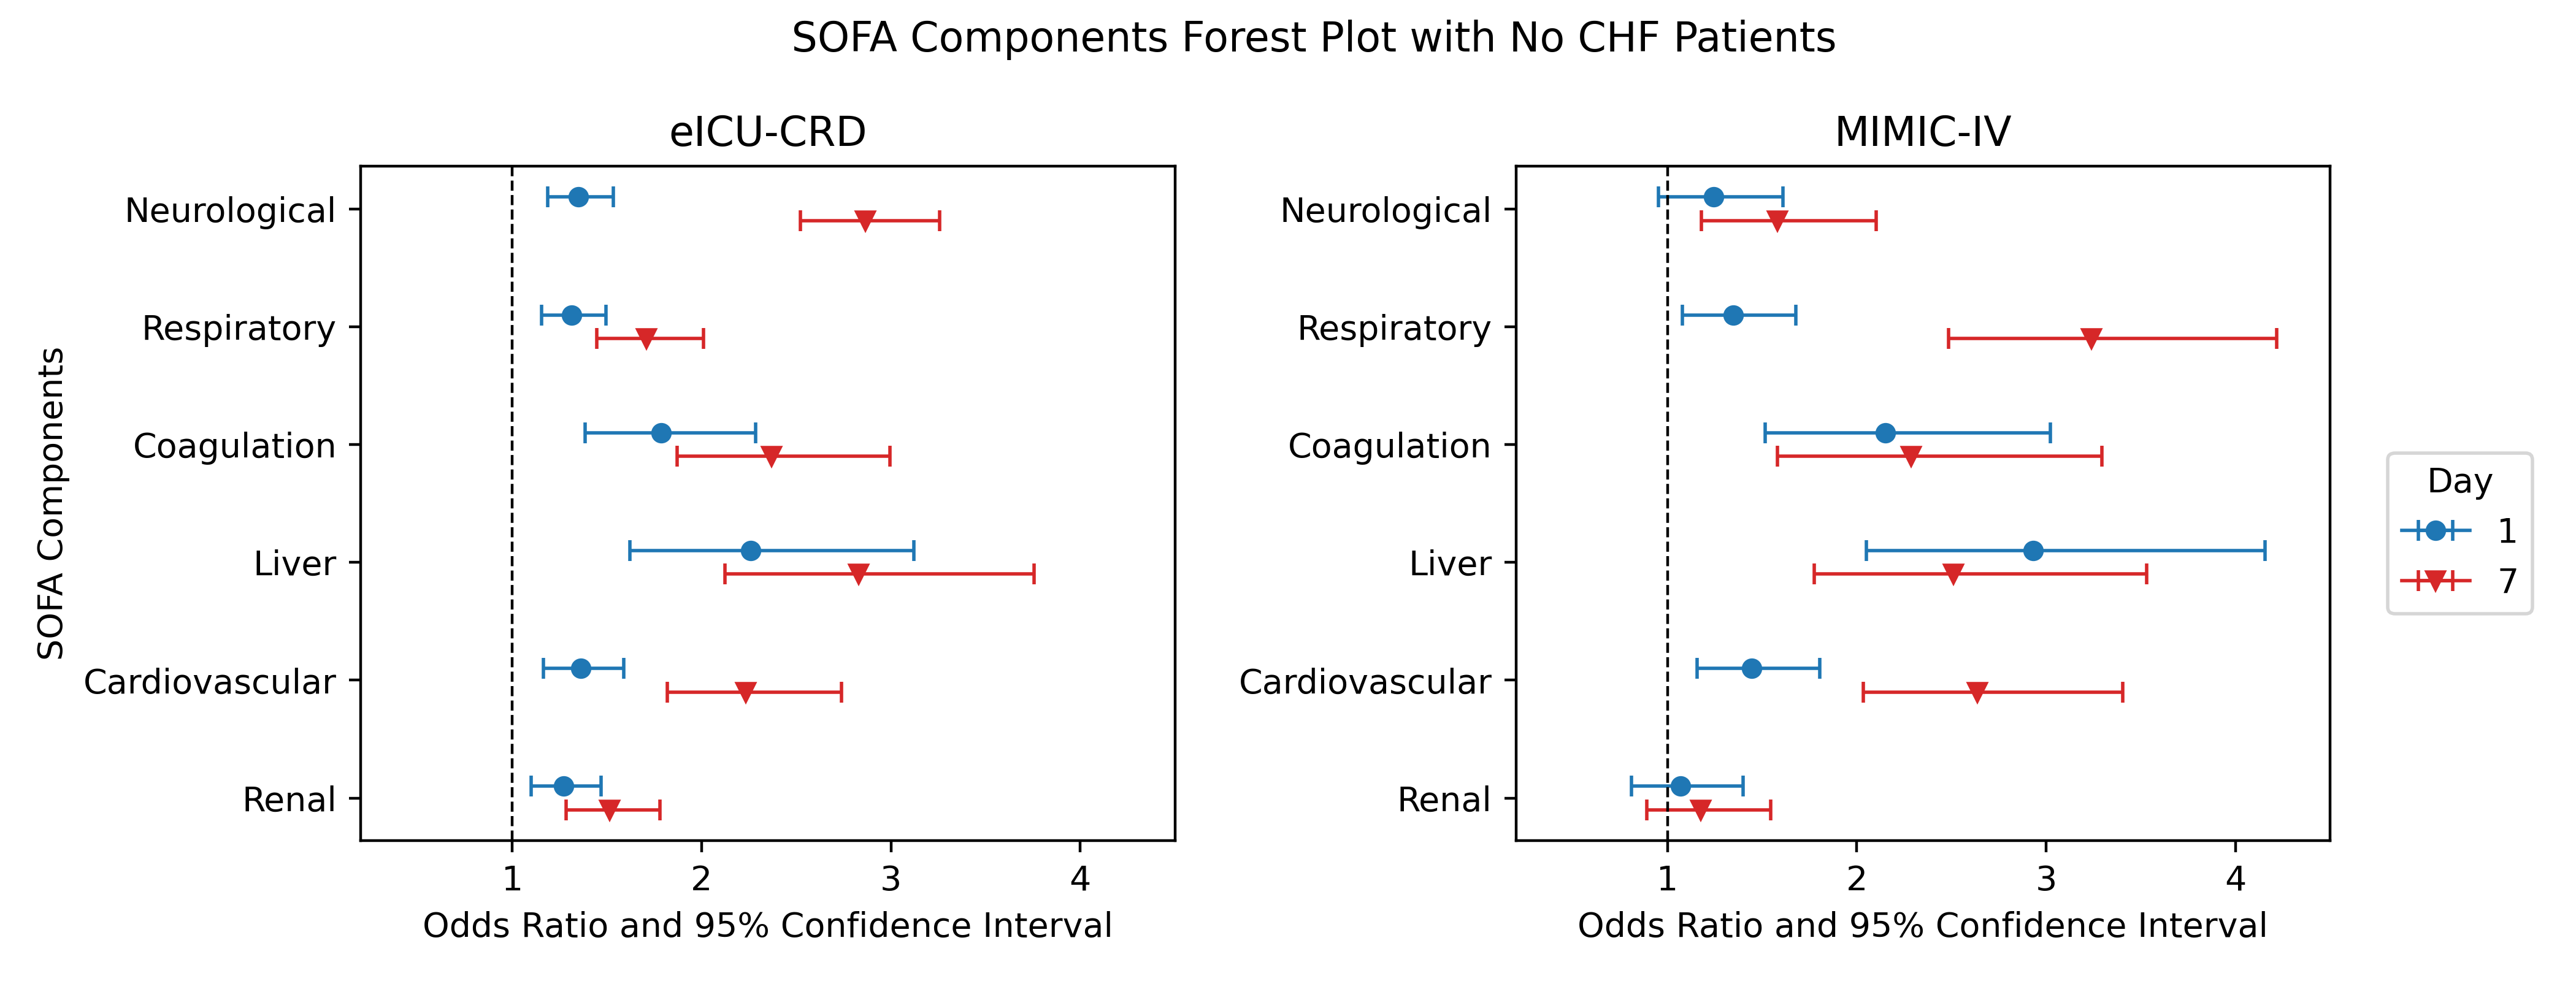 SOFA Components Forest Plot with No CHF Patients
eICU-CRD
SOFA Components
Neurological
Respiratory
Coagulation
Liver
Cardiovascular
Renal
1 2 3 4
Odds Ratio and 95% Confidence Interval
MIMIC-IV
Neurological
Respiratory
Coagulation
Liver
Cardiovascular
Renal
1 2 3 4
Odds Ratio and 95% Confidence Interval
Day
1
7